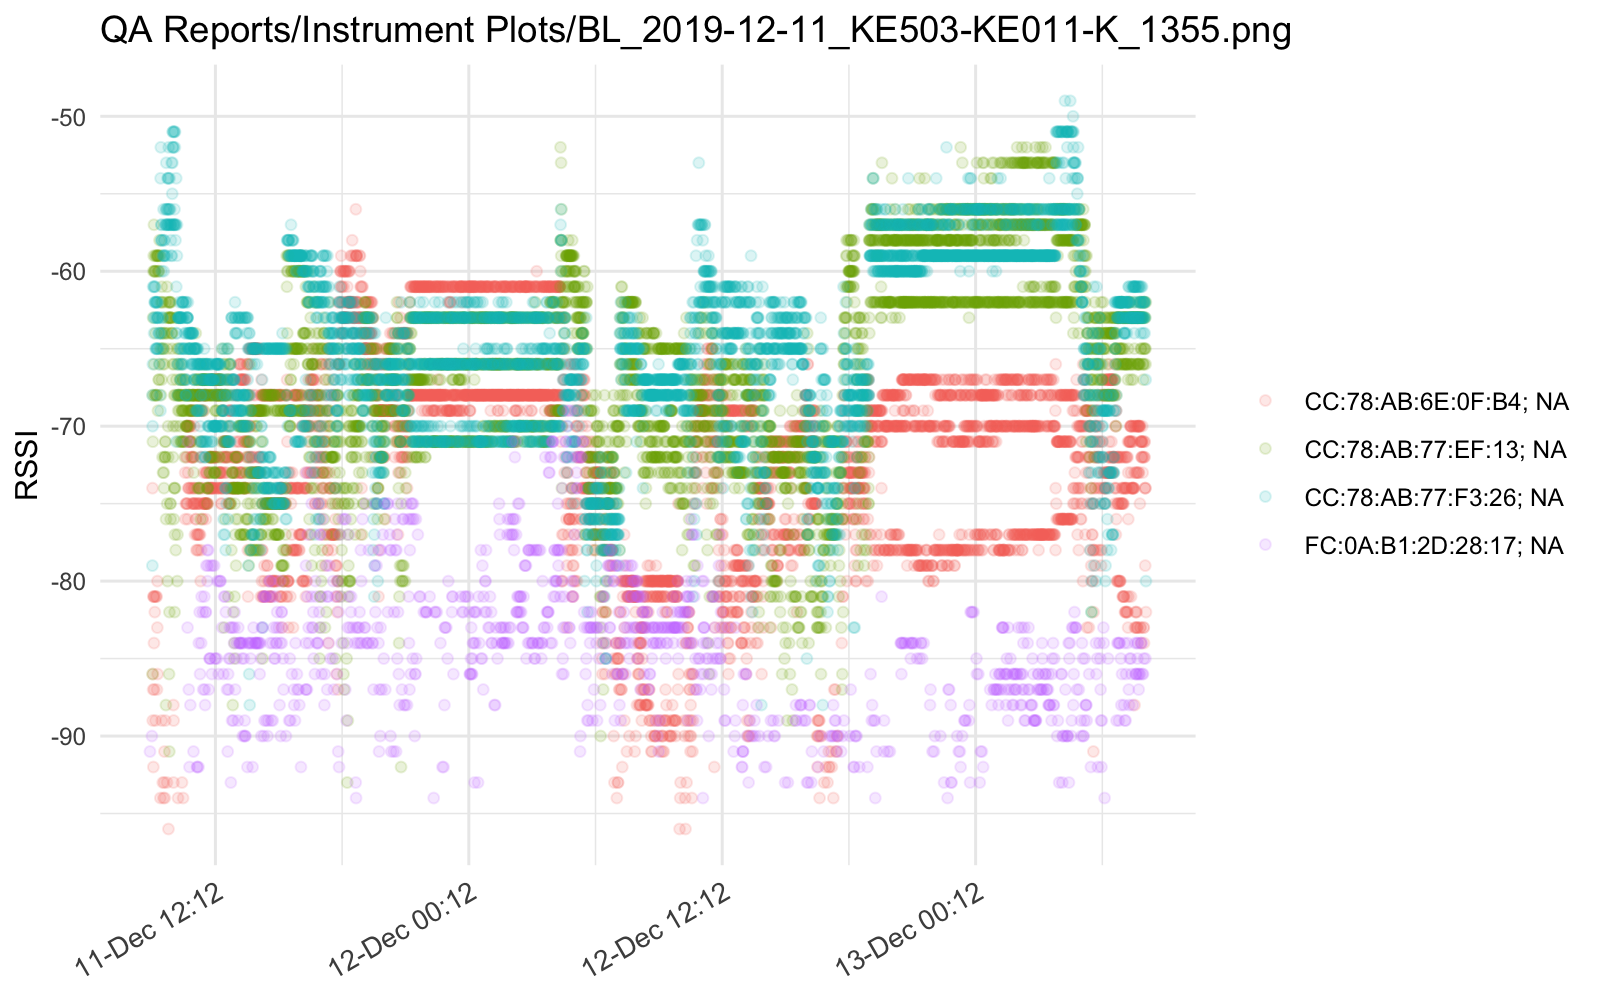 QA Reports/Instrument Plots/BL_2019-12-11_KE503-KE011-K_1355.png
-50
-60
-70
-80
-90
RSSI
11-Dec 12:12
12-Dec 00:12
12-Dec 12:12
13-Dec 00:12
CC:78:AB:6E:0F:B4; NA
CC:78:AB:77:EF:13; NA
CC:78:AB:77:F3:26; NA
FC:0A:B1:2D:28:17; NA